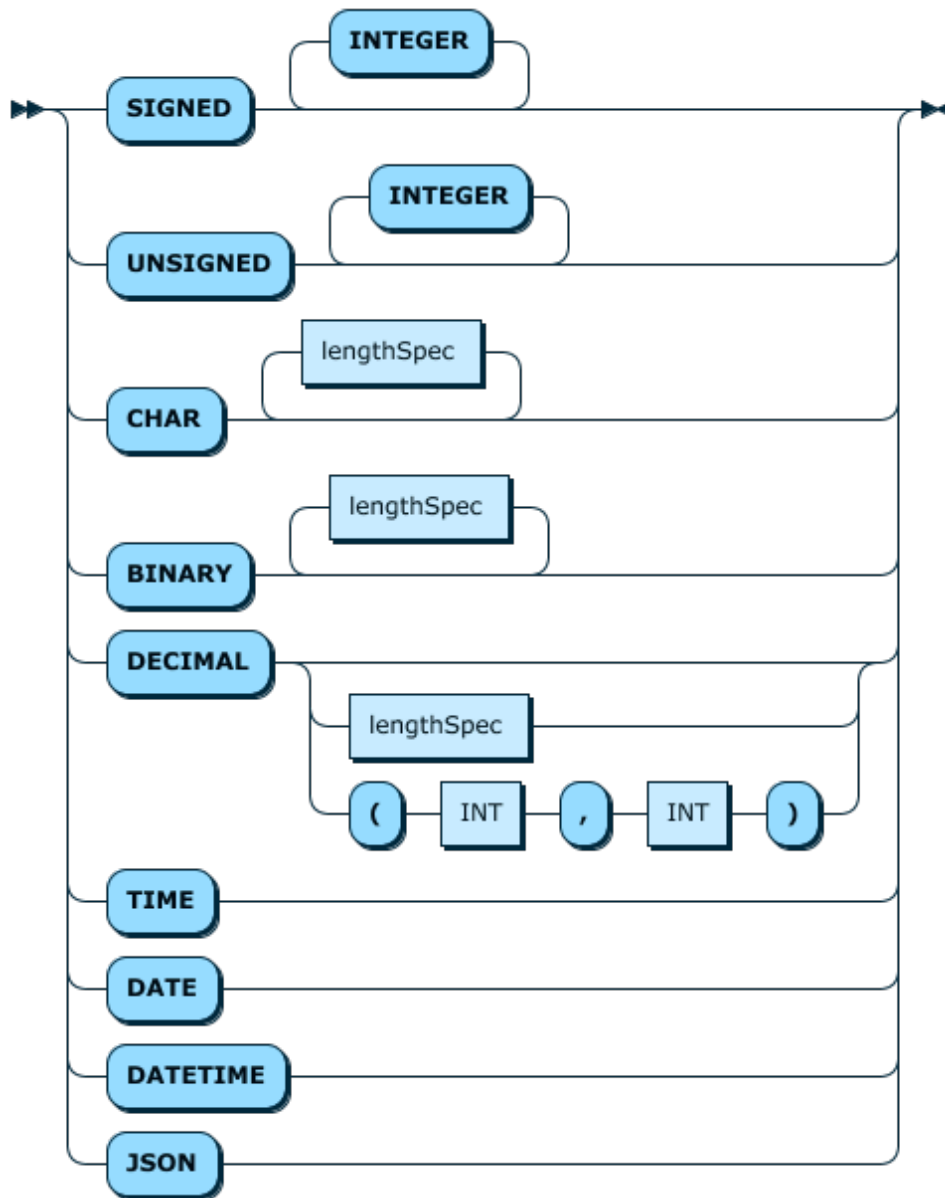 INTEGER
SIGNED
INTEGER
UNSIGNED
lengthSpec
CHAR
lengthSpec
BINARY
DECIMAL
lengthSpec
( INT , INT )
TIME
DATE
DATETIME
JSON